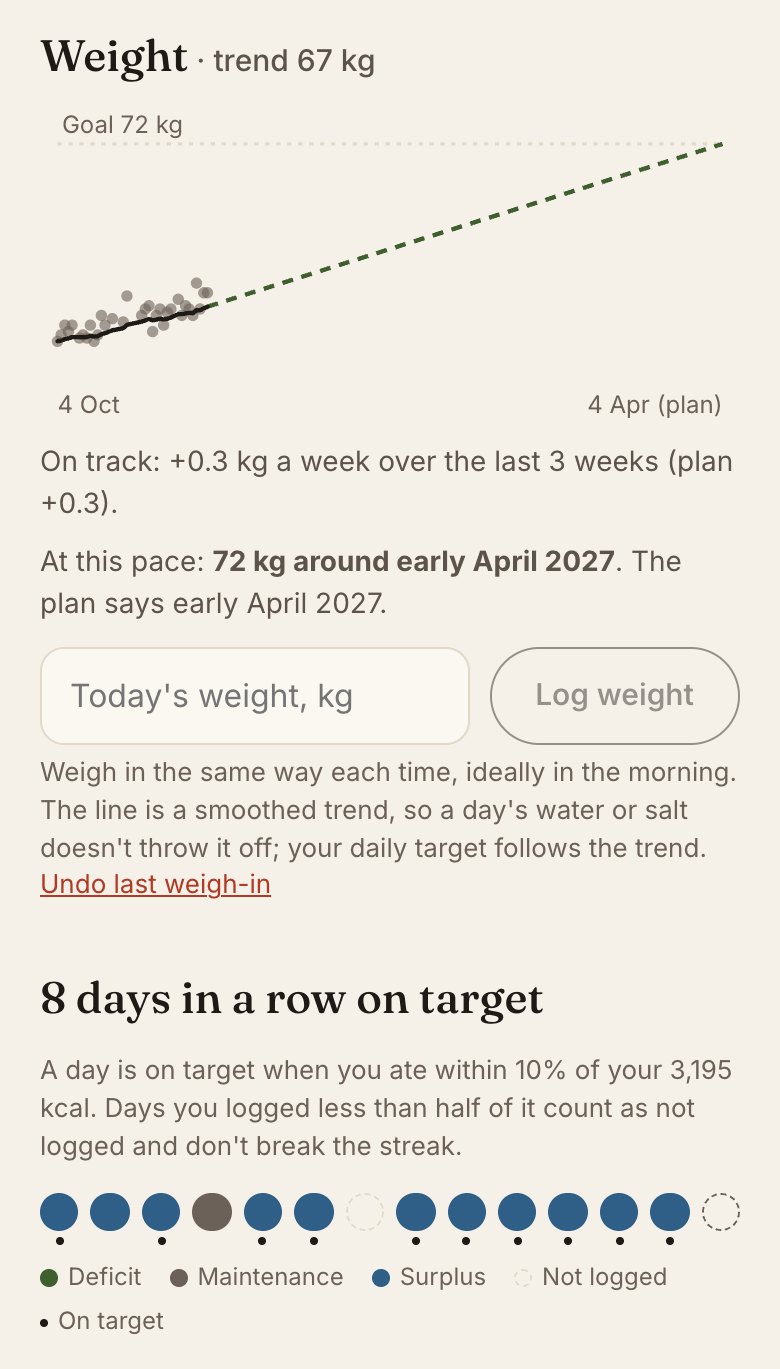 Weight · trend 67 kg
Goal 72 kg
4 Oct
4 Apr (plan)
On track: +0.3 kg a week over the last 3 weeks (plan
+0.3).
At this pace: 72 kg around early April 2027. The
plan says early April 2027.
Today's weight, kg
Log weight
Weigh in the same way each time, ideally in the morning.
The line is a smoothed trend, so a day's water or salt
doesn't throw it off; your daily target follows the trend.
Undo last weigh-in
8 days in a row on target
A day is on target when you ate within 10% of your 3,195
kcal. Days you logged less than half of it count as not
logged and don't break the streak.
Deficit
Maintenance
Surplus
Not logged
On target